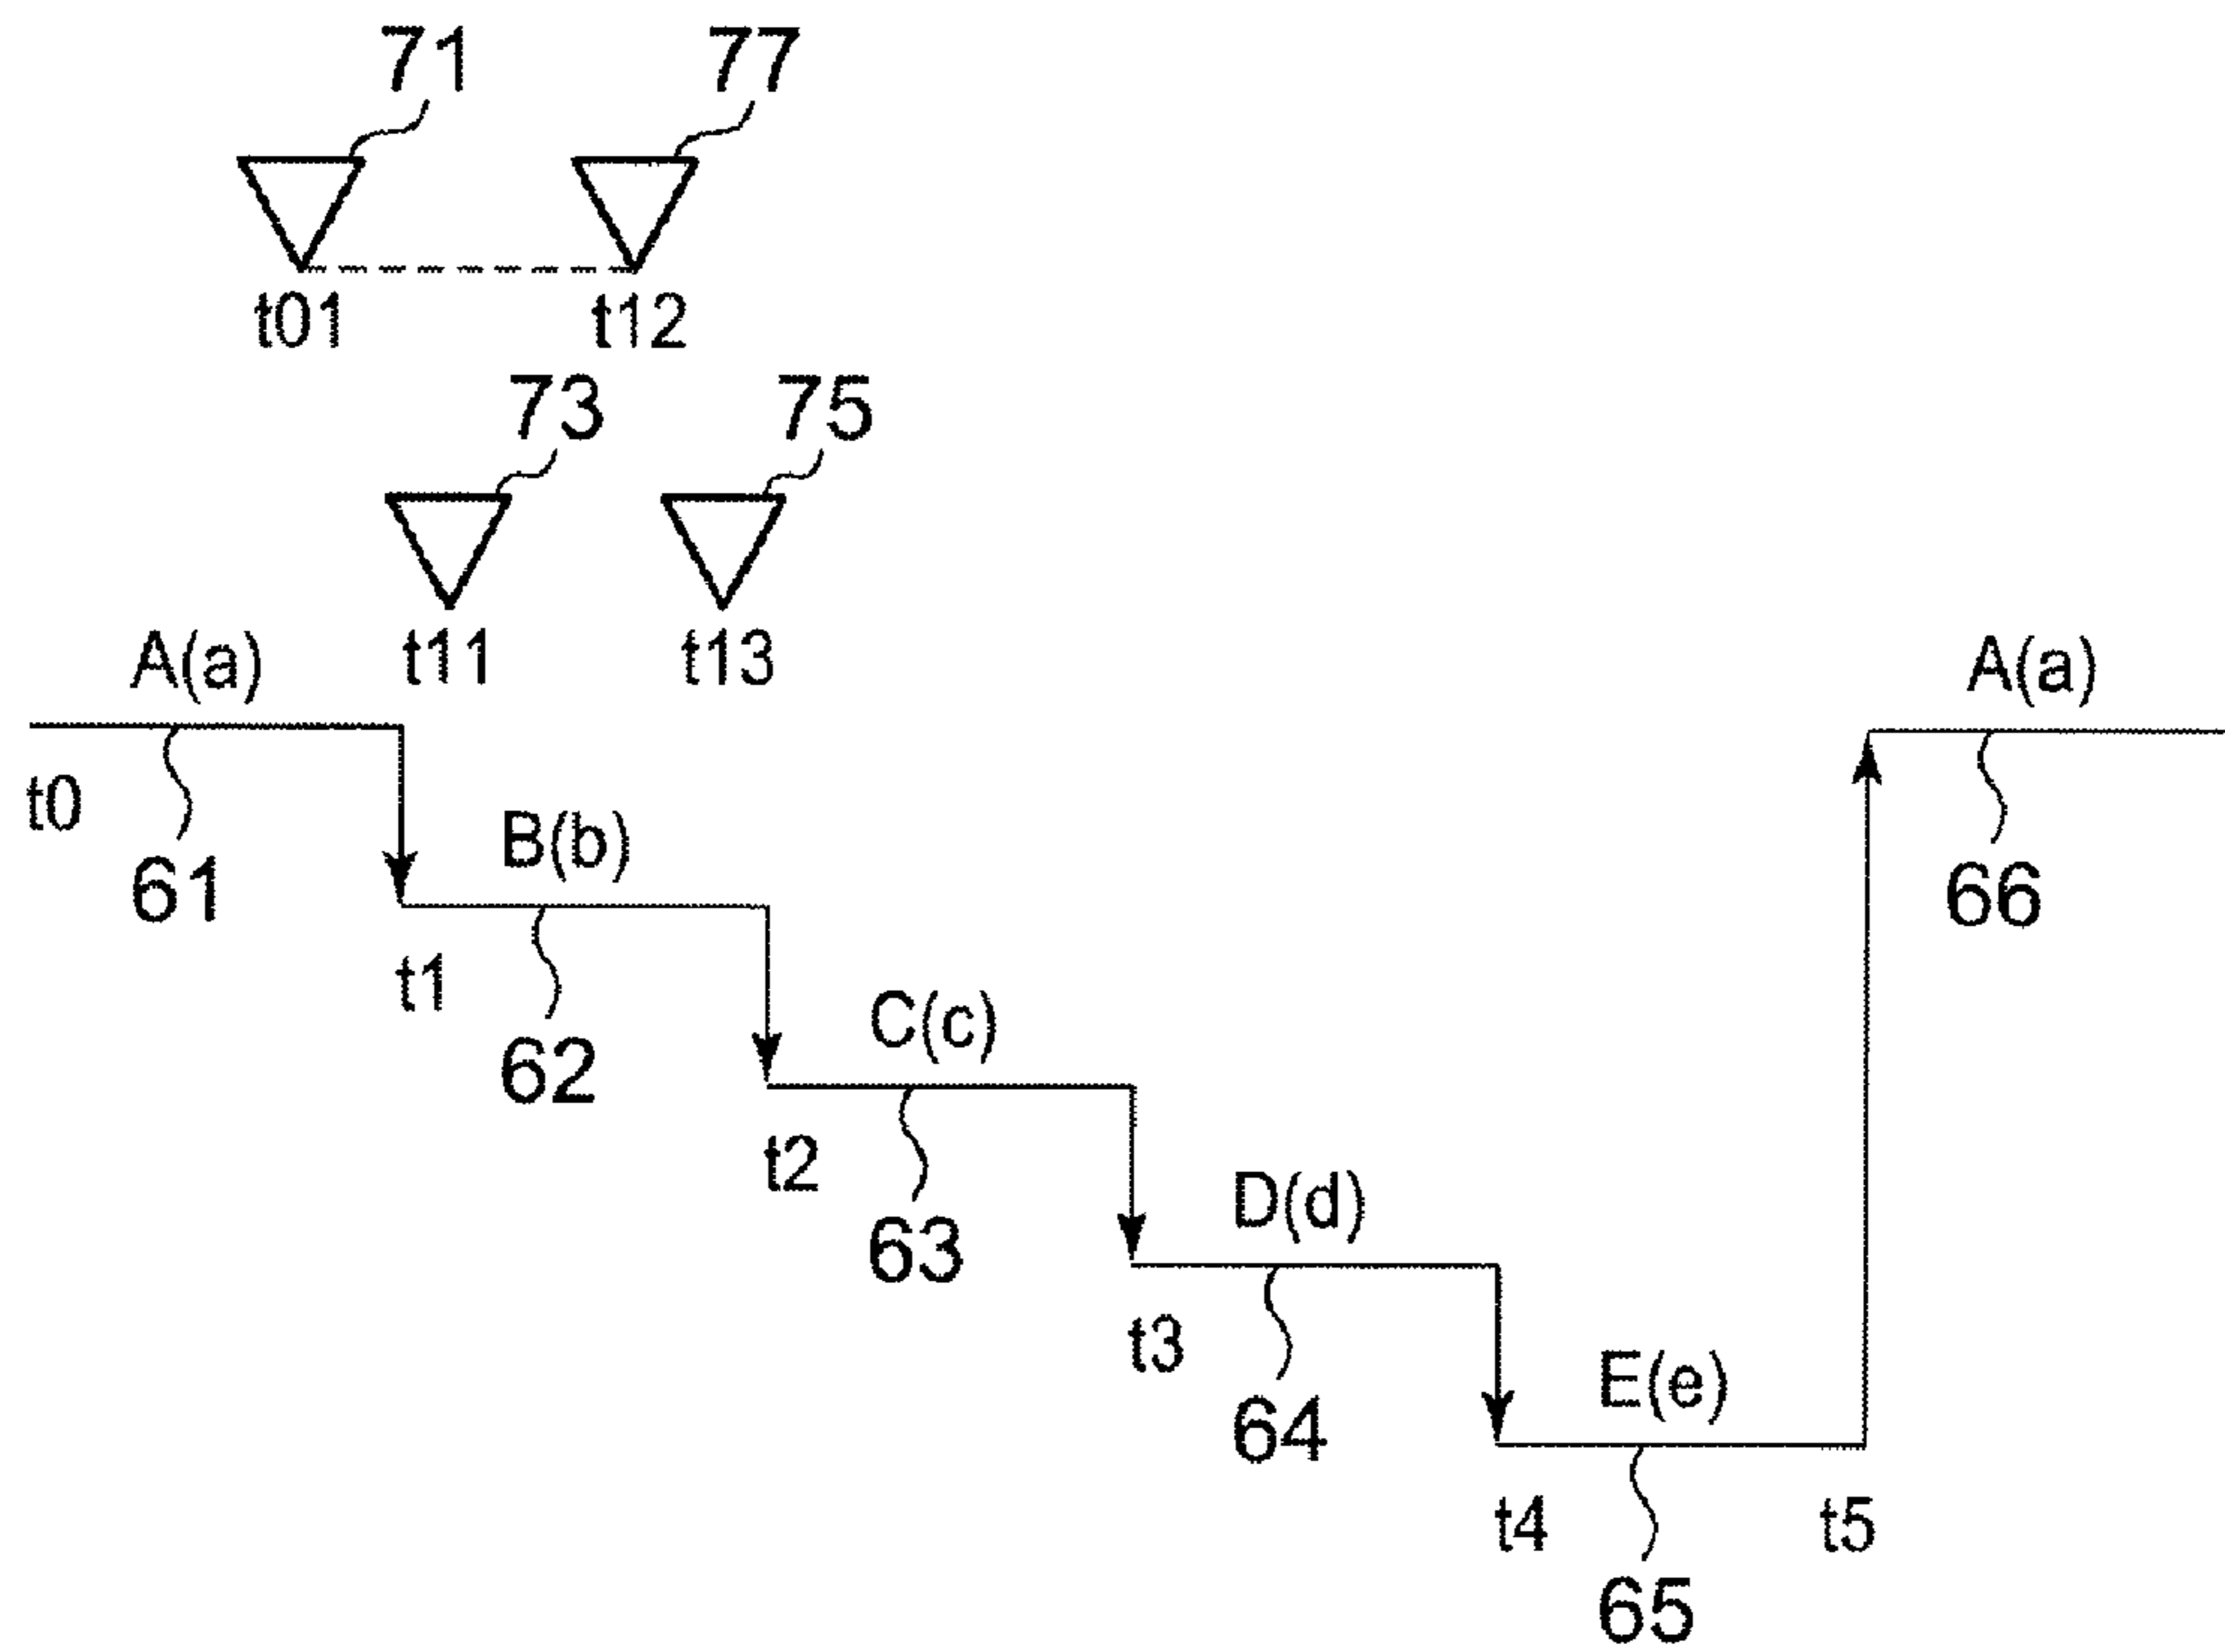 71 77
t01 t12
73 75
t11 t13
A(a) A(a)
t0
61 B(b) 66
t1
62 C(c)
t2
63 D(d)
t3
64 E(e)
t4 t5
65